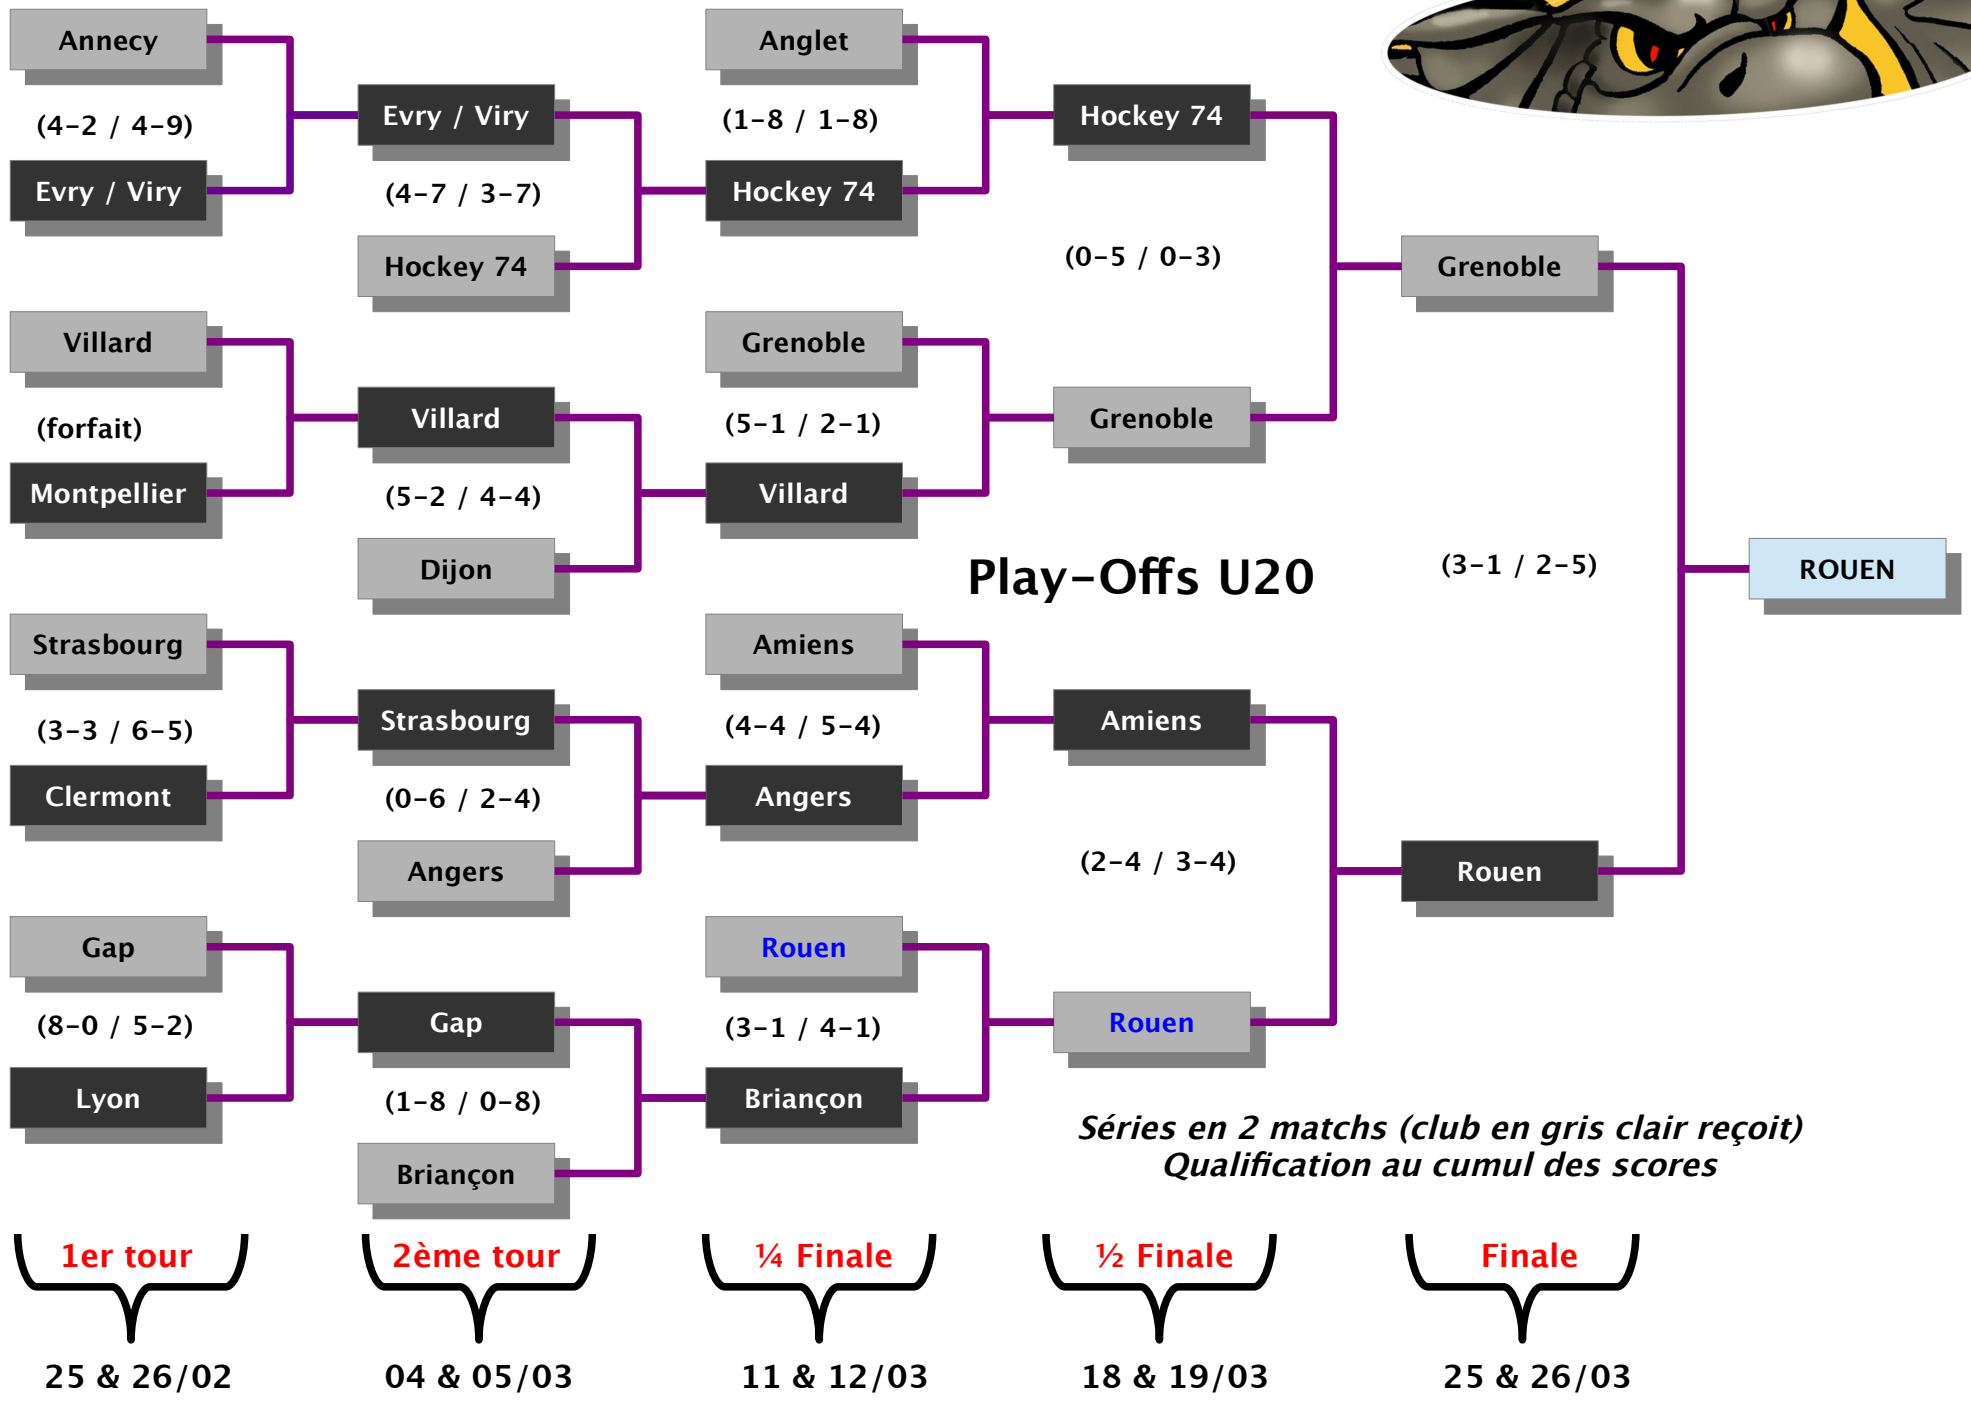 Annecy
(4-2 / 4-9)
Evry / Viry
Villard
(forfait)
Montpellier
Strasbourg
(3-3 / 6-5)
Clermont
Gap
(8-0 / 5-2)
Lyon
Evry / Viry
(4-7 / 3-7)
Hockey 74
Villard
(5-2 / 4-4)
Dijon
Strasbourg
(0-6 / 2-4)
Angers
Gap
(1-8 / 0-8)
Briançon
Anglet
(1-8 / 1-8)
Hockey 74
Grenoble
(5-1 / 2-1)
Villard
Amiens
(4-4 / 5-4)
Angers
Rouen
(3-1 / 4-1)
Briançon
Hockey 74
(0-5 / 0-3)
Grenoble
Play-Offs U20
Amiens
(2-4 / 3-4)
Rouen
Grenoble
(3-1 / 2-5)
Rouen
ROUEN
Séries en 2 matchs (club en gris clair reçoit)
Qualification au cumul des scores
1er tour
2ème tour
¼ Finale
½ Finale
Finale
25 & 26/02
04 & 05/03
11 & 12/03
18 & 19/03
25 & 26/03